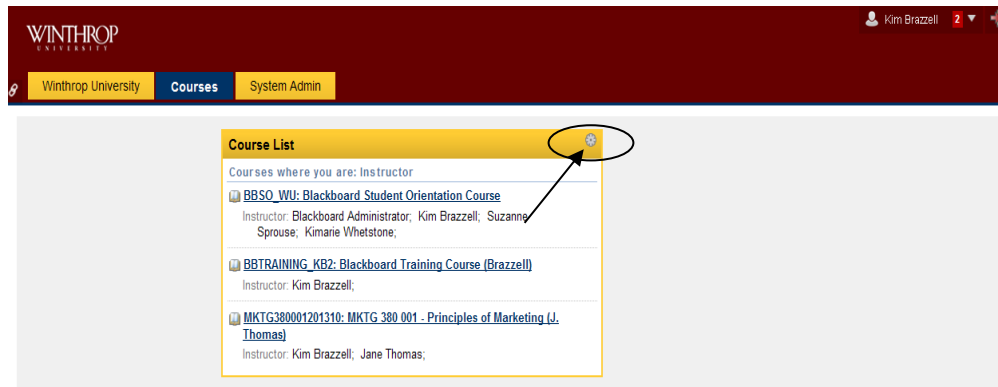 WINTHROP
UNIVERSITY
Kim Brazzell 2
Winthrop University Courses System Admin
Course List
Courses where you are: Instructor
BBSO_WU: Blackboard Student Orientation Course
Instructor: Blackboard Administrator; Kim Brazzell; Suzanne
Sprouse; Kimarie Whetstone;
BBTRAINING_KB2: Blackboard Training Course (Brazzell)
Instructor: Kim Brazzell;
MKTG380001201310: MKTG 380 001 - Principles of Marketing (J.
Thomas)
Instructor: Kim Brazzell; Jane Thomas;